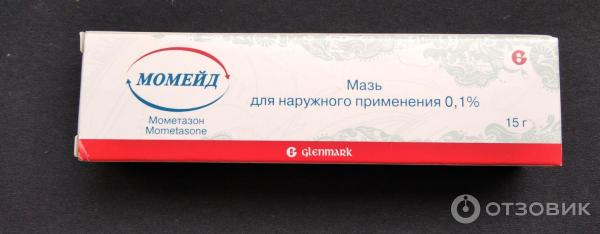 МОМЕЙД
Мометазон
Mometasone
Мазь
для наружного применения 0,1%
15 г
Glenmark
ОТЗОВИК